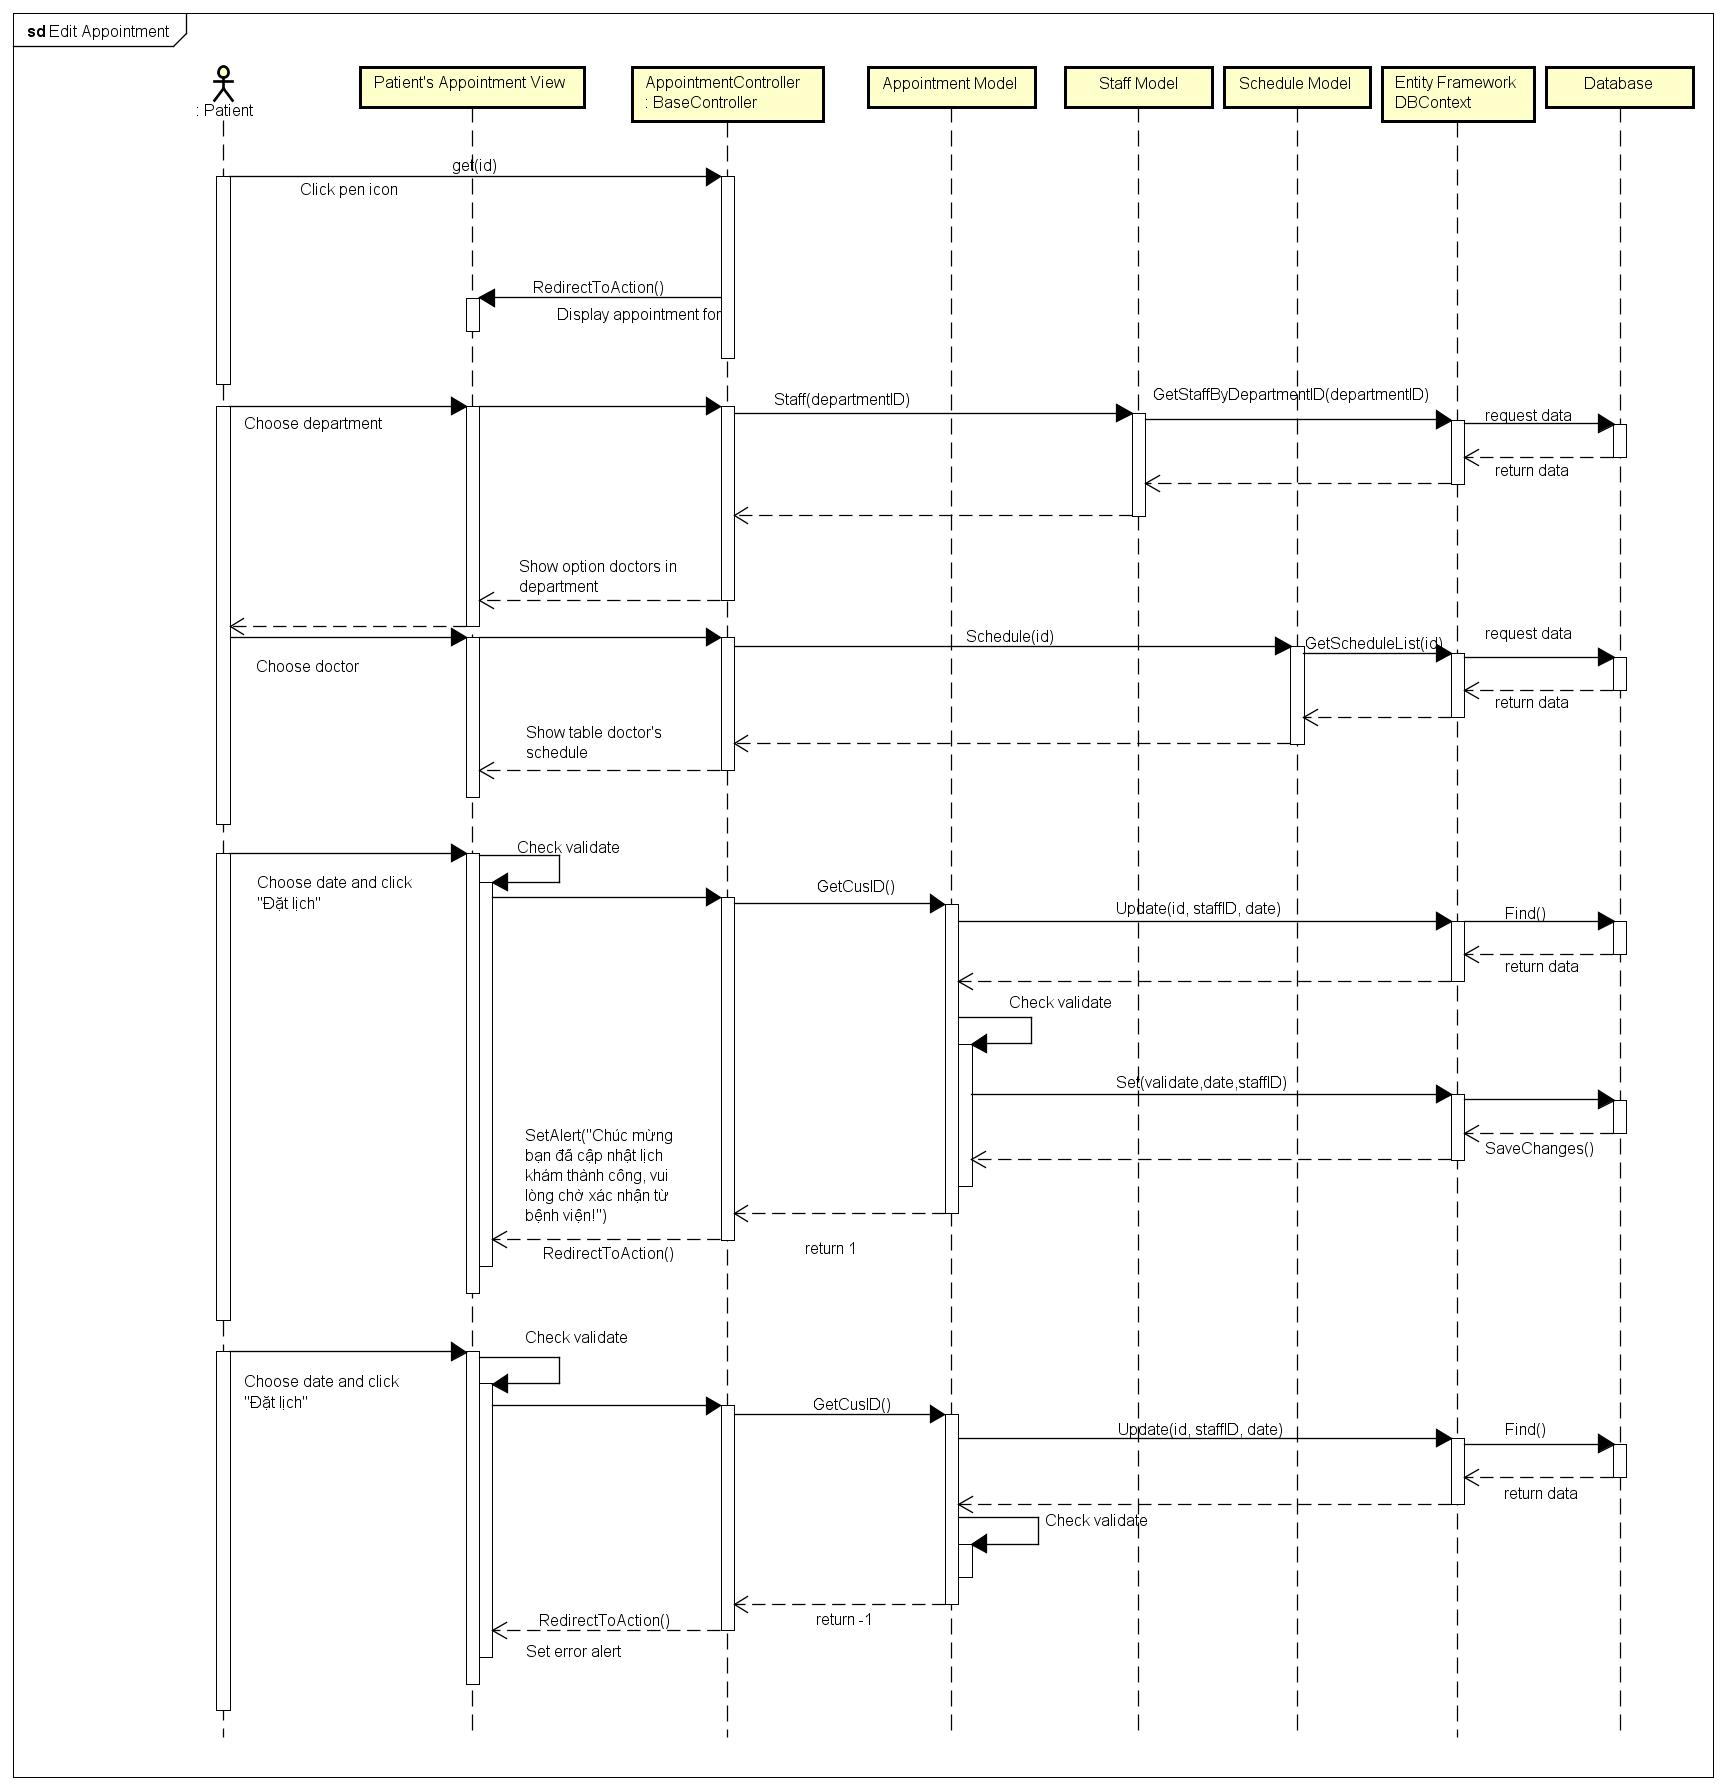 sd Edit Appointment
: Patient
Patient's Appointment View
AppointmentController
: BaseController
Appointment Model
Staff Model
Schedule Model
Entity Framework
DBContext
Database
get(id)
Click pen icon
RedirectToAction()
Display appointment for
Choose department
Staff(departmentID)
GetStaffByDepartmentID(departmentID)
request data
return data
Show option doctors in
department
Choose doctor
Schedule(id)
GetScheduleList(id)
request data
return data
Show table doctor's
schedule
Check validate
Choose date and click
"Đặt lịch"
GetCusID()
Update(id, staffID, date)
Find()
return data
Check validate
Set(validate,date,staffID)
SaveChanges()
SetAlert("Chúc mừng
bạn đã cập nhật lịch
khám thành công, vui
lòng chờ xác nhận từ
bệnh viện!")
RedirectToAction()
return 1
Check validate
Choose date and click
"Đặt lịch"
GetCusID()
Update(id, staffID, date)
Find()
return data
Check validate
return -1
RedirectToAction()
Set error alert